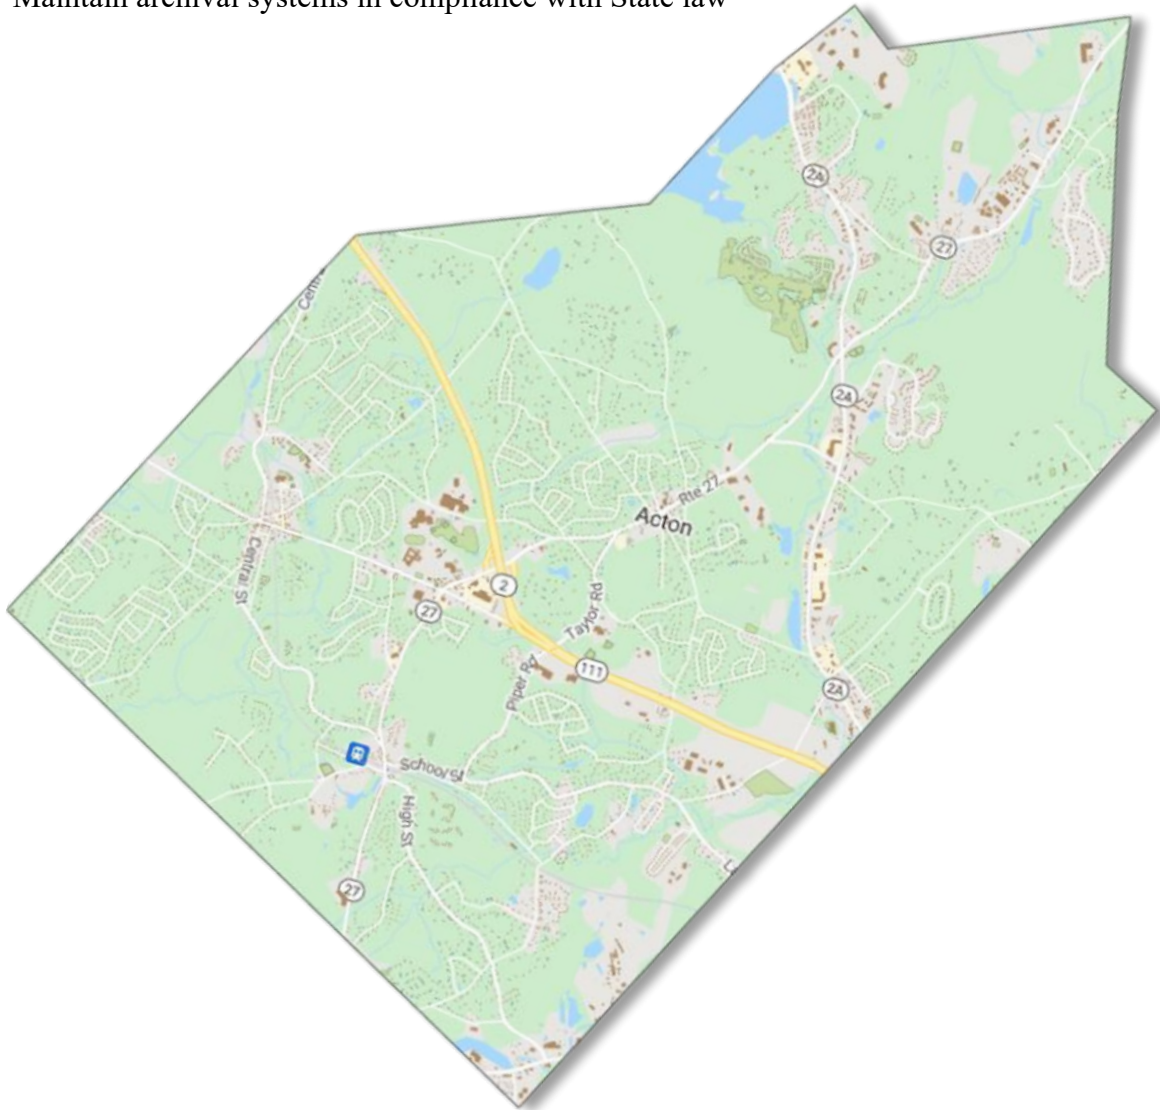 Maintain archival systems in compliance with State law
2A
27
2A
Rte 27
Acton
Central St
2
27
Taylor Rd
111
Piper Rd
2A
School St
High St
27